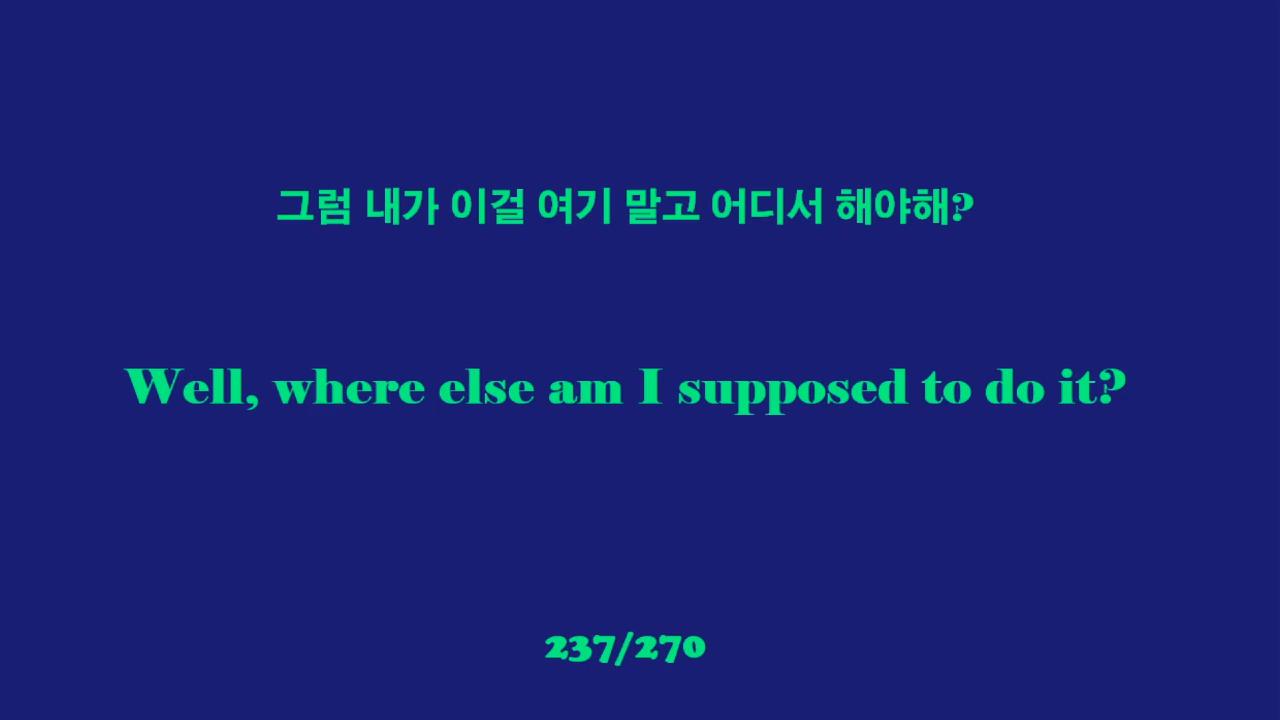 그럼 내가 이걸 여기 말고 어디서 해야해?
Well, where else am I supposed to do it?
237/270